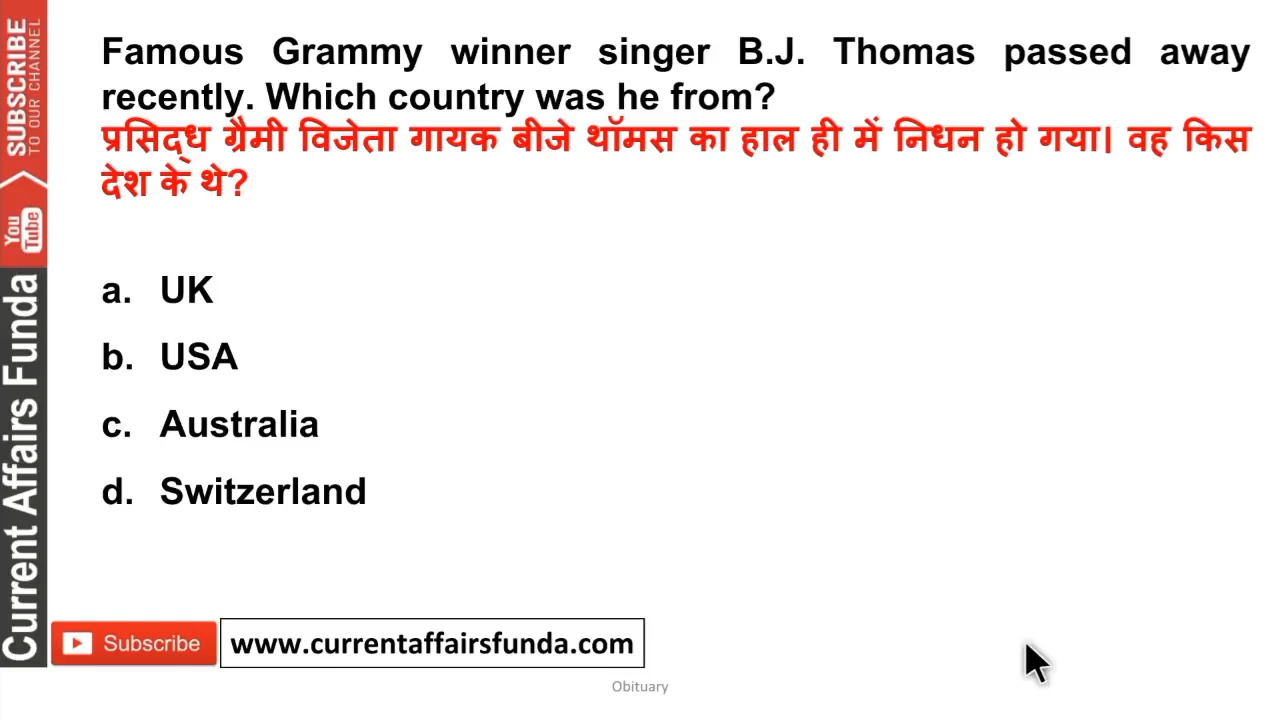 Famous Grammy winner singer B.J. Thomas passed away
recently. Which country was he from?
प्रसिद्ध ग्रैमी विजेता गायक बीजे थॉमस का हाल ही में निधन हो गया। वह किस
देश के थे?
a. UK
b. USA
c. Australia
d. Switzerland
SUBSCRIBE
TO OUR CHANNEL
You
Tube
Current Affairs Funda
Subscribe
www.currentaffairsfunda.com
Obituary